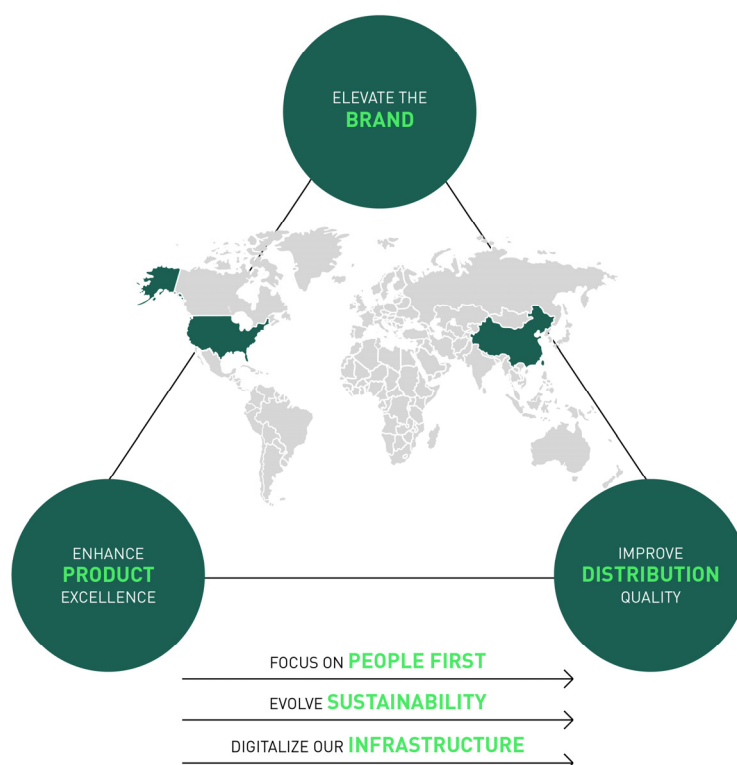 ELEVATE THE
BRAND
ENHANCE
PRODUCT
EXCELLENCE
IMPROVE
DISTRIBUTION
QUALITY
FOCUS ON PEOPLE FIRST
EVOLVE SUSTAINABILITY
DIGITALIZE OUR INFRASTRUCTURE